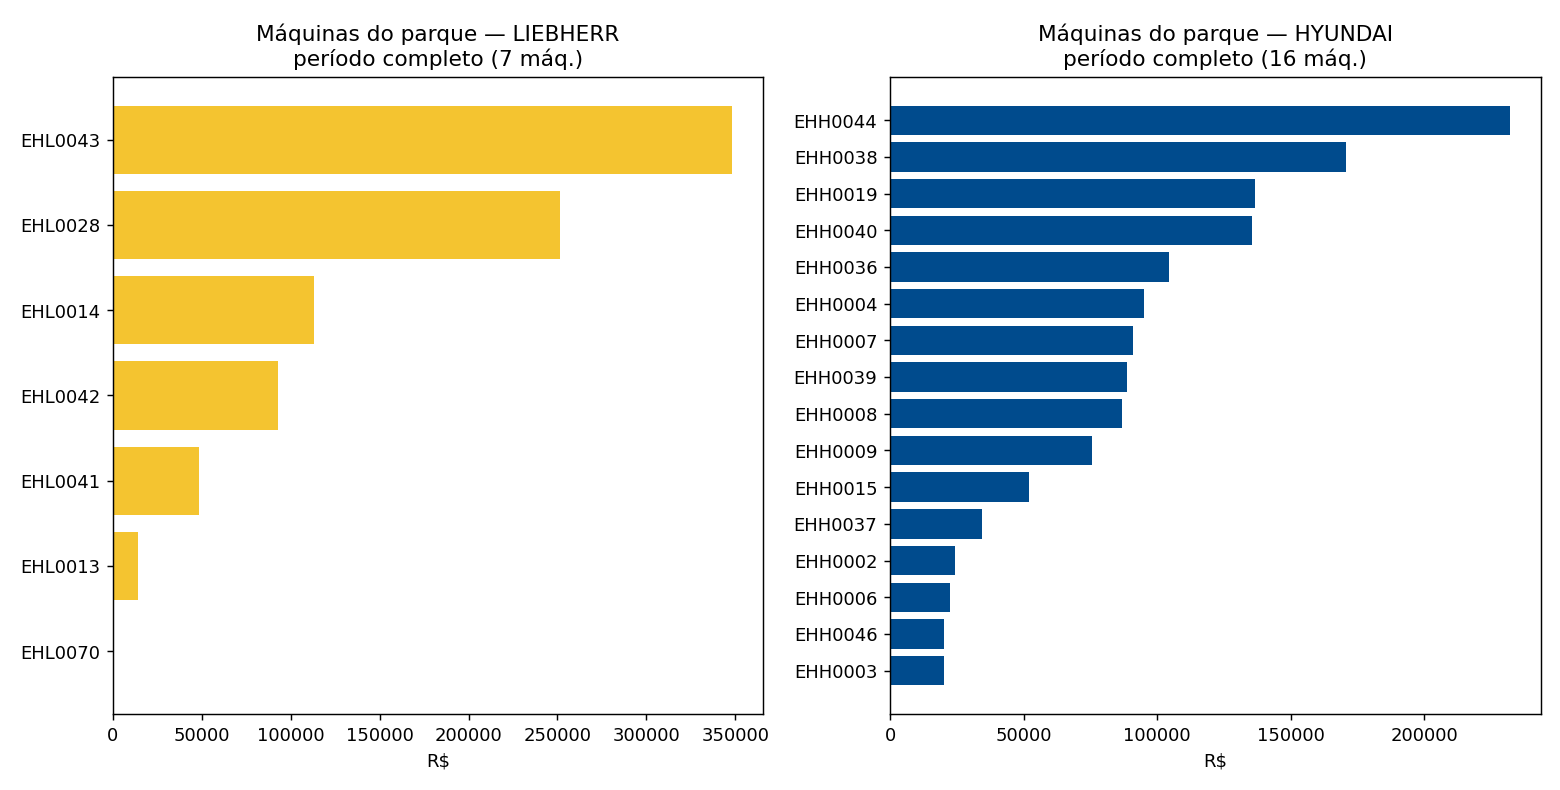 Máquinas do parque — LIEBHERR
período completo (7 máq.)
EHL0043
EHL0028
EHL0014
EHL0042
EHL0041
EHL0013
EHL0070
0 50000 100000 150000 200000 250000 300000 350000
R$
Máquinas do parque — HYUNDAI
período completo (16 máq.)
EHH0044
EHH0038
EHH0019
EHH0040
EHH0036
EHH0004
EHH0007
EHH0039
EHH0008
EHH0009
EHH0015
EHH0037
EHH0002
EHH0006
EHH0046
EHH0003
0 50000 100000 150000 200000
R$